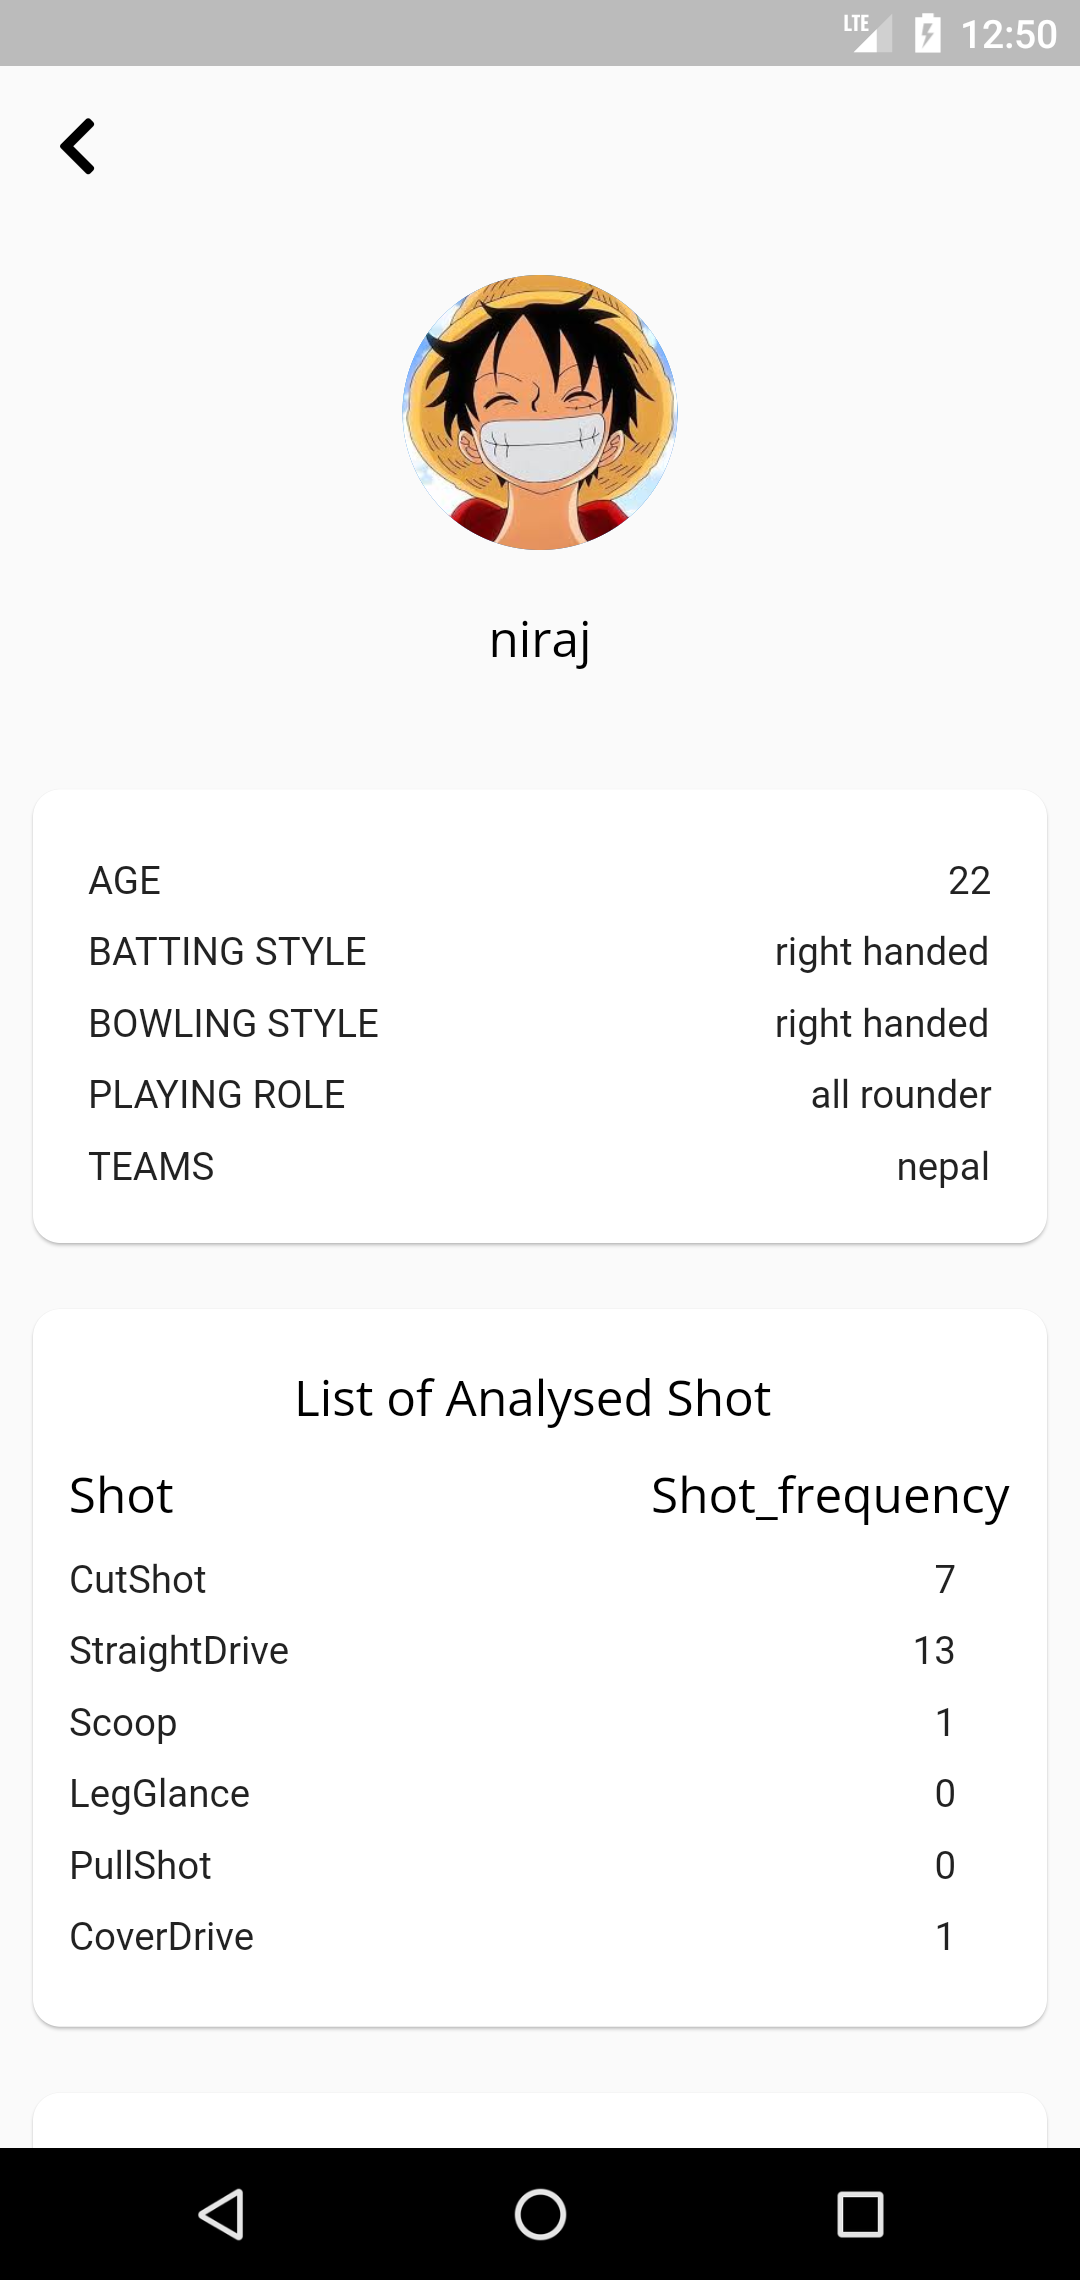 LTE 12:50
niraj
AGE 22
BATTING STYLE right handed
BOWLING STYLE right handed
PLAYING ROLE all rounder
TEAMS nepal
List of Analysed Shot
Shot Shot_frequency
CutShot 7
StraightDrive 13
Scoop 1
LegGlance 0
PullShot 0
CoverDrive 1